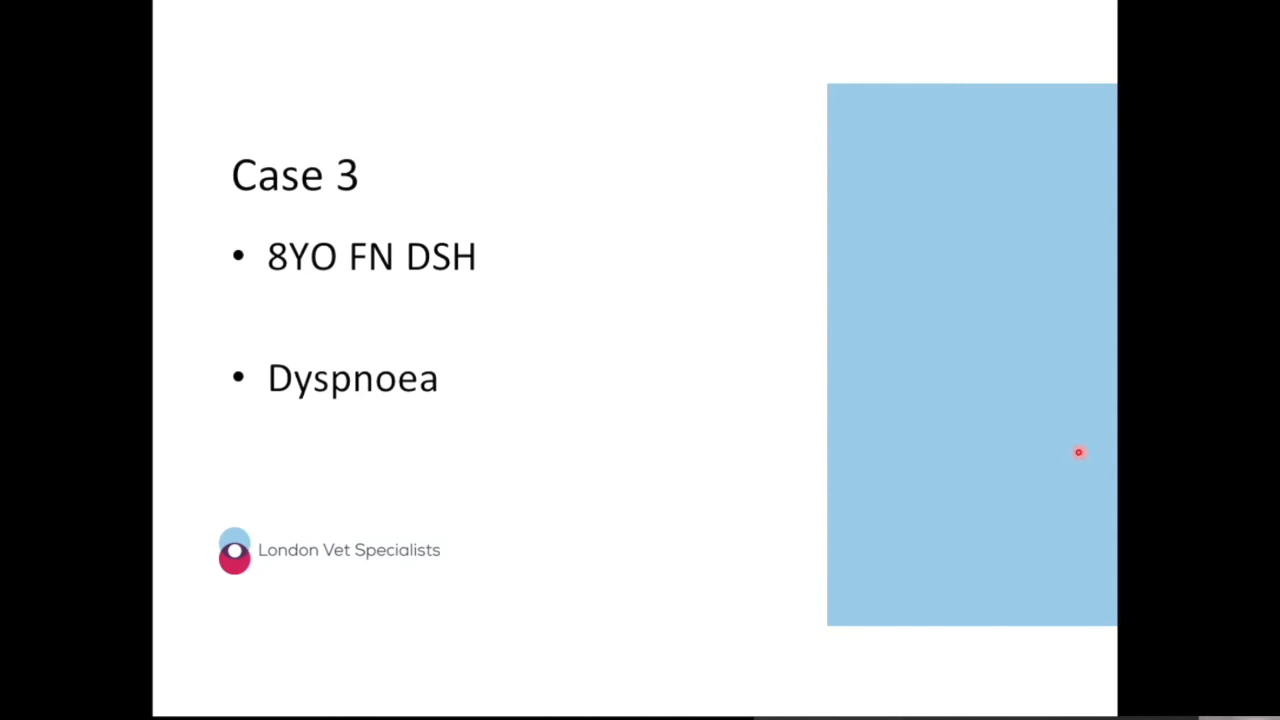 Case 3
• 8YO FN DSH
• Dyspnoea
London Vet Specialists